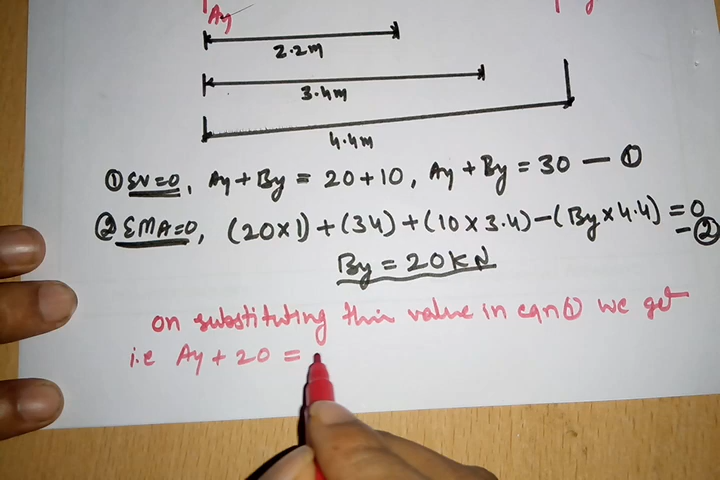 Ay
2.2m
3.4m
4.4m
① ΣV=0, Ay + By = 20+10, Ay + By = 30 — ①
② ΣMA=0, (20×1)+(34)+(10×3.4)-(By×4.4)=0 -②
By = 20KN
on substituting this value in eqn① we get
i.e Ay + 20 =